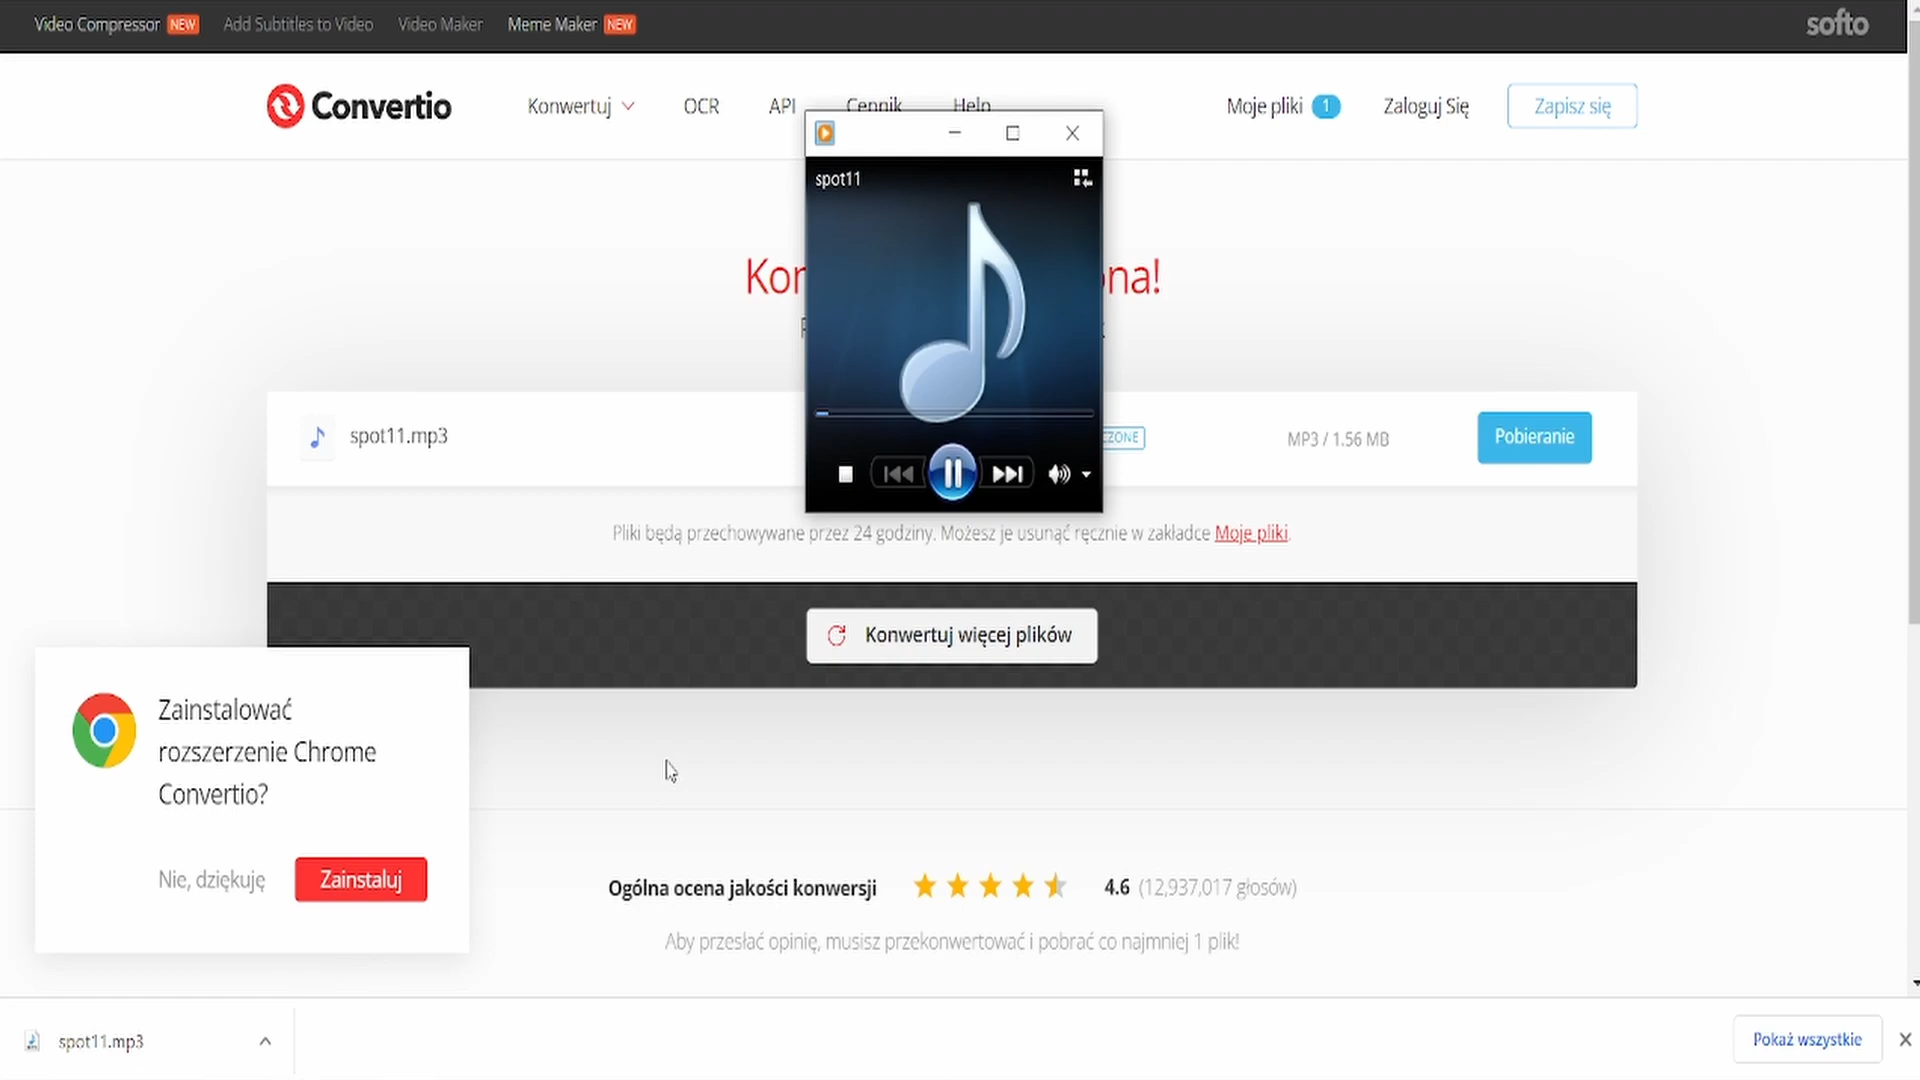 Video Compressor NEW Add Subtitles to Video Video Maker Meme Maker NEW softo
Convertio Konwertuj OCR API Cennik Help Moje pliki 1 Zaloguj Się Zapisz się
spot11
spot11.mp3 MP3 / 1.56 MB Pobieranie
Pliki będą przechowywane przez 24 godziny. Możesz je usunąć ręcznie w zakładce Moje pliki.
Konwertuj więcej plików
Zainstalować
rozszerzenie Chrome
Convertio?
Nie, dziękuję Zainstaluj
Ogólna ocena jakości konwersji 4.6 (12,937,017 głosów)
Aby przesłać opinię, musisz przekonwertować i pobrać co najmniej 1 plik!
spot11.mp3 Pokaż wszystkie